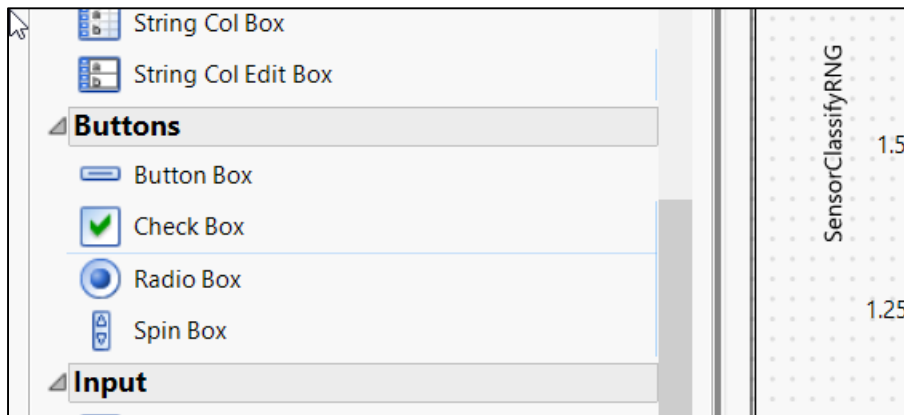 String Col Box
String Col Edit Box
Buttons
Button Box
Check Box
Radio Box
Spin Box
Input
SensorClassifyRNG
1.5
1.25